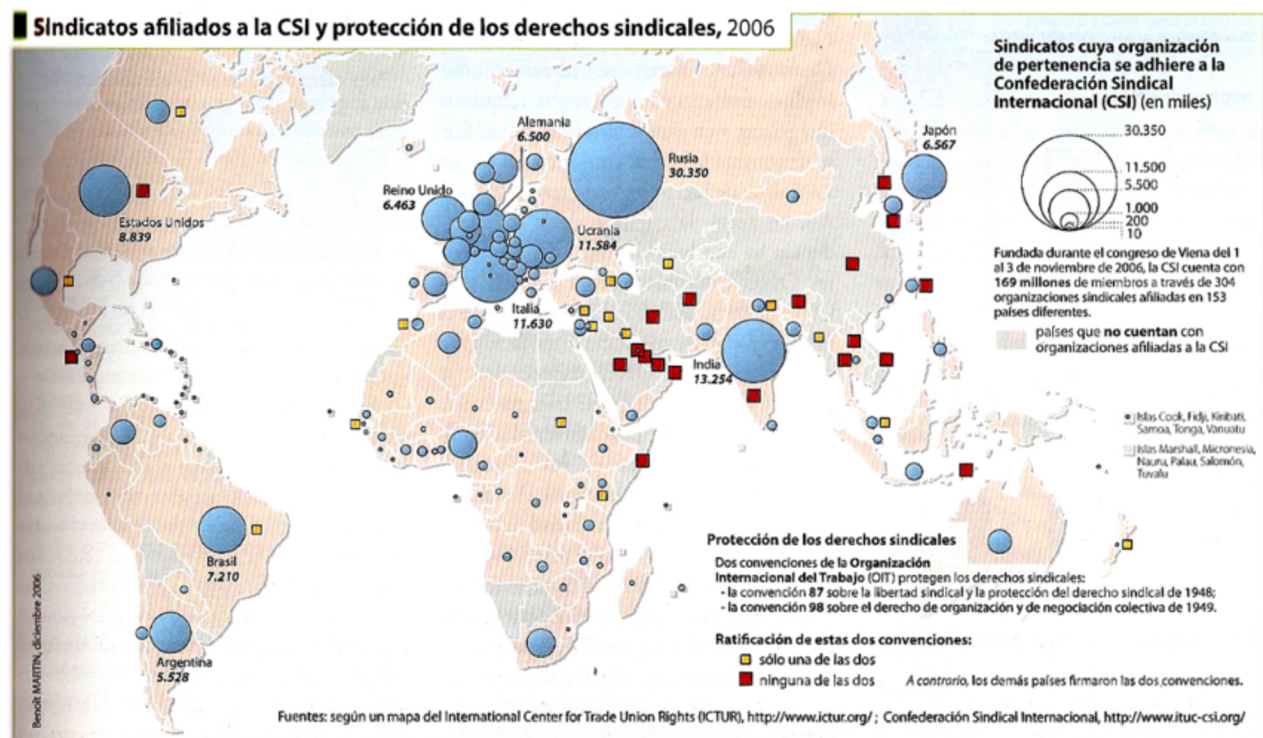 Sindicatos afiliados a la CSI y protección de los derechos sindicales, 2006
Sindicatos cuya organización
de pertenencia se adhiere a la
Confederación Sindical
Internacional (CSI) (en miles)
30.350
11.500
5.500
1.000
200
10
Fundada durante el congreso de Viena del 1
al 3 de noviembre de 2006, la CSI cuenta con
169 millones de miembros a través de 304
organizaciones sindicales afiliadas en 153
países diferentes.
países que no cuentan con
organizaciones afiliadas a la CSI
Alemania
6.500
Japón
6.567
Rusia
30.350
Reino Unido
6.463
Estados Unidos
8.839
Ucrania
11.584
Italia
11.630
India
13.254
Islas Cook, Fidji, Kiribati,
Samoa, Tonga, Vanuatu
Islas Marshall, Micronesia,
Nauru, Palau, Salomón,
Tuvalu
Brasil
7.210
Argentina
5.528
Protección de los derechos sindicales
Dos convenciones de la Organización
Internacional del Trabajo (OIT) protegen los derechos sindicales:
- la convención 87 sobre la libertad sindical y la protección del derecho sindical de 1948;
- la convención 98 sobre el derecho de organización y de negociación colectiva de 1949.
Ratificación de estas dos convenciones:
sólo una de las dos
ninguna de las dos
A contrario, los demás países firmaron las dos convenciones.
Benoît MARTIN, diciembre 2006
Fuentes: según un mapa del International Center for Trade Union Rights (ICTUR), http://www.ictur.org/ ; Confederación Sindical Internacional, http://www.ituc-csi.org/